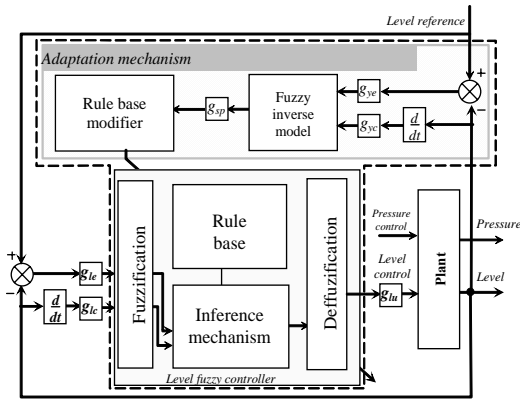 Level reference
Adaptation mechanism
+
−
Rule base
modifier
g_sp
Fuzzy
inverse
model
g_ye
g_yc
d
dt
Fuzzification
Rule
base
Inference
mechanism
Deffuzification
Level fuzzy controller
+
−
g_le
d
dt
g_lc
Pressure
control
Level
control
g_lu
Plant
Pressure
Level